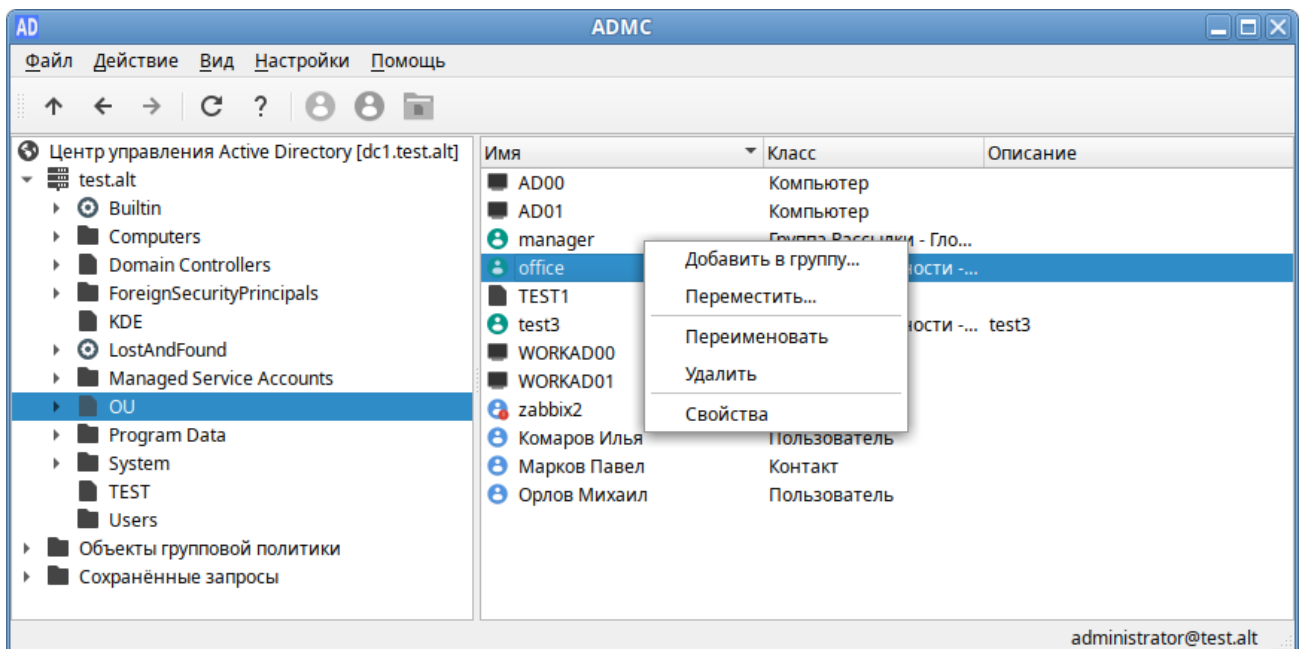 AD ADMC
Файл Действие Вид Настройки Помощь
?
Центр управления Active Directory [dc1.test.alt]
test.alt
Builtin
Computers
Domain Controllers
ForeignSecurityPrincipals
KDE
LostAndFound
Managed Service Accounts
OU
Program Data
System
TEST
Users
Объекты групповой политики
Сохранённые запросы
Имя Класс Описание
AD00 Компьютер
AD01 Компьютер
manager Группа Рассылки - Гло...
office ности -...
TEST1
test3 ности -... test3
WORKAD00
WORKAD01
zabbix2
Комаров Илья Пользователь
Марков Павел Контакт
Орлов Михаил Пользователь
Добавить в группу...
Переместить...
Переименовать
Удалить
Свойства
administrator@test.alt